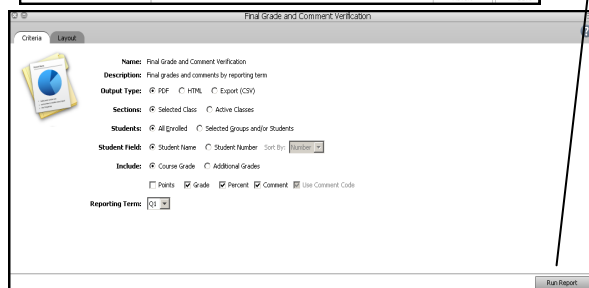 Final Grade and Comment Verification
Criteria Layout
Name: Final Grade and Comment Verification
Description: Final grades and comments by reporting term
Output Type: PDF HTML Export (CSV)
Sections: Selected Class Active Classes
Students: All Enrolled Selected Groups and/or Students
Student Field: Student Name Student Number Sort By: Number
Include: Course Grade Additional Grades
Points Grade Percent Comment Use Comment Code
Reporting Term: Q1
Run Report